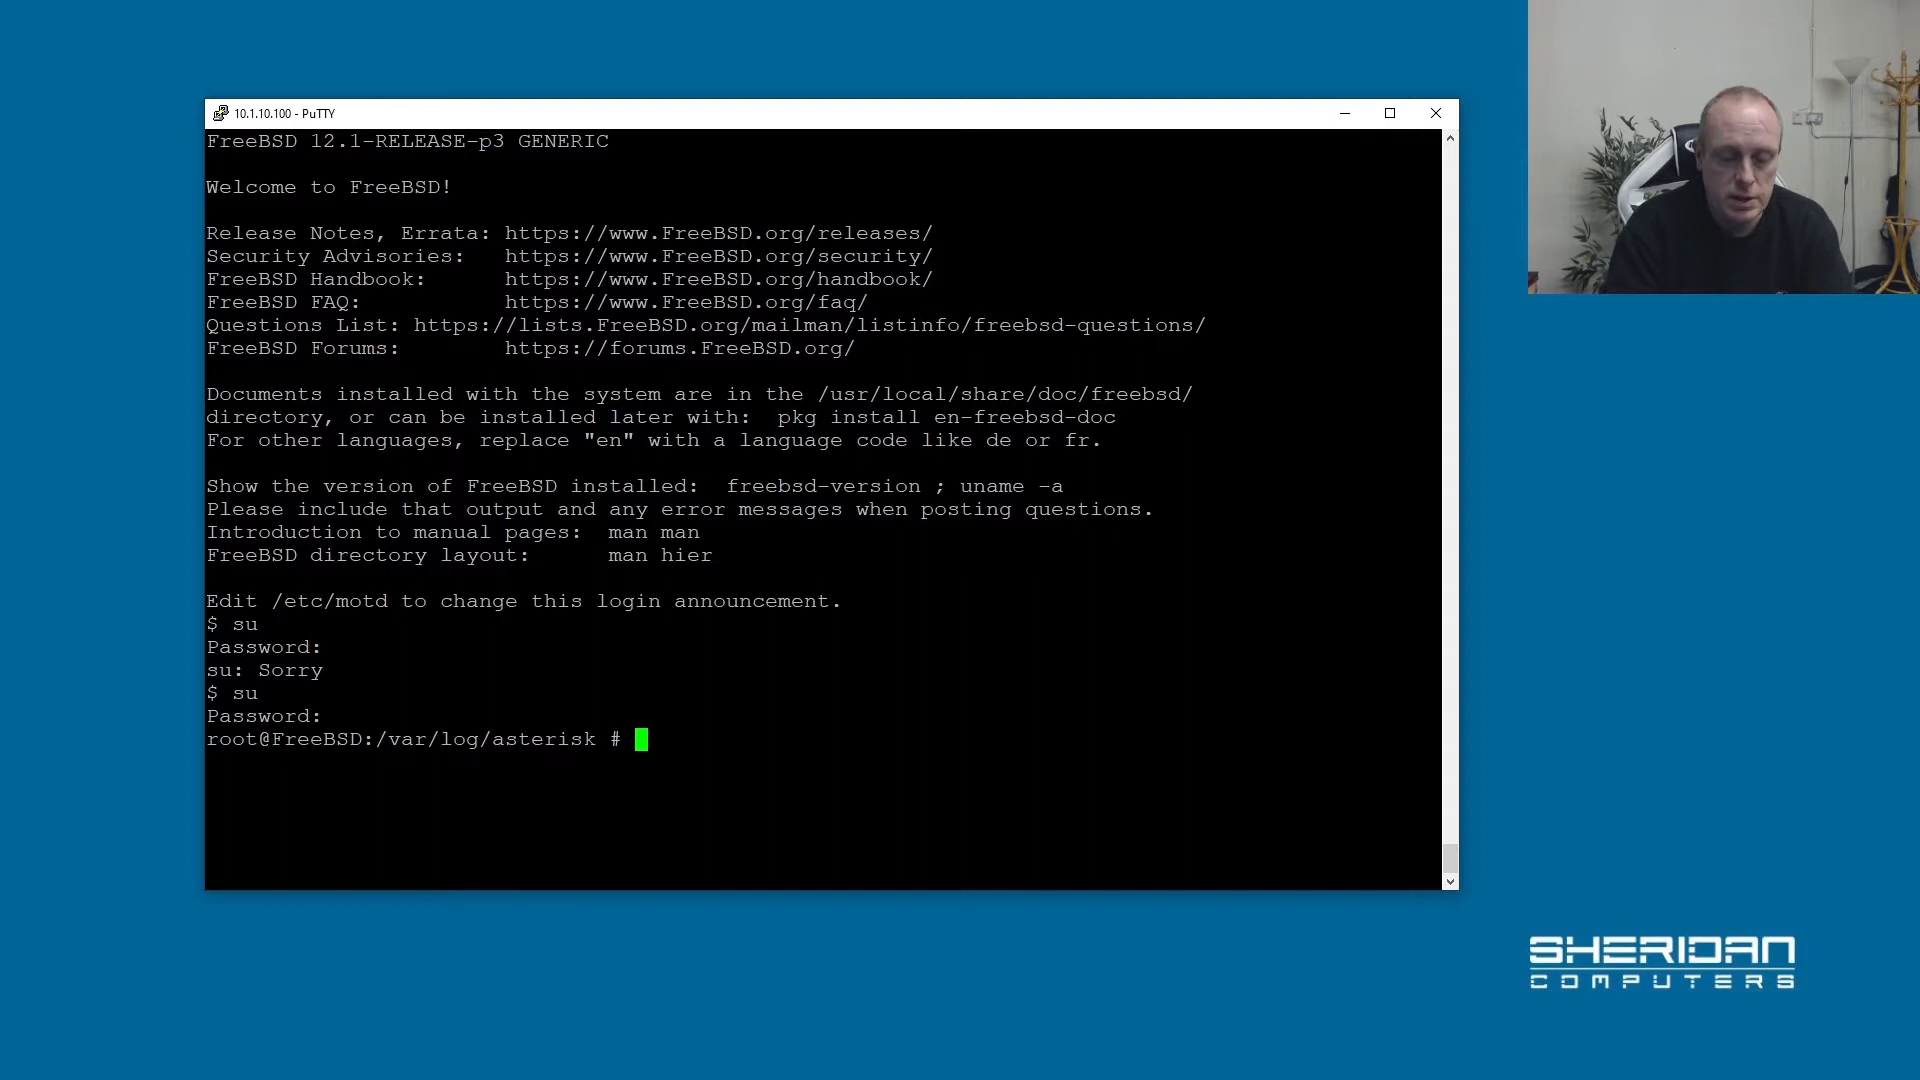 10.1.10.100 - PuTTY
FreeBSD 12.1-RELEASE-p3 GENERIC
Welcome to FreeBSD!
Release Notes, Errata: https://www.FreeBSD.org/releases/
Security Advisories:   https://www.FreeBSD.org/security/
FreeBSD Handbook:      https://www.FreeBSD.org/handbook/
FreeBSD FAQ:           https://www.FreeBSD.org/faq/
Questions List: https://lists.FreeBSD.org/mailman/listinfo/freebsd-questions/
FreeBSD Forums:        https://forums.FreeBSD.org/
Documents installed with the system are in the /usr/local/share/doc/freebsd/
directory, or can be installed later with:  pkg install en-freebsd-doc
For other languages, replace "en" with a language code like de or fr.
Show the version of FreeBSD installed:  freebsd-version ; uname -a
Please include that output and any error messages when posting questions.
Introduction to manual pages:  man man
FreeBSD directory layout:      man hier
Edit /etc/motd to change this login announcement.
$ su
Password:
su: Sorry
$ su
Password:
root@FreeBSD:/var/log/asterisk #
SHERIDAN
COMPUTERS